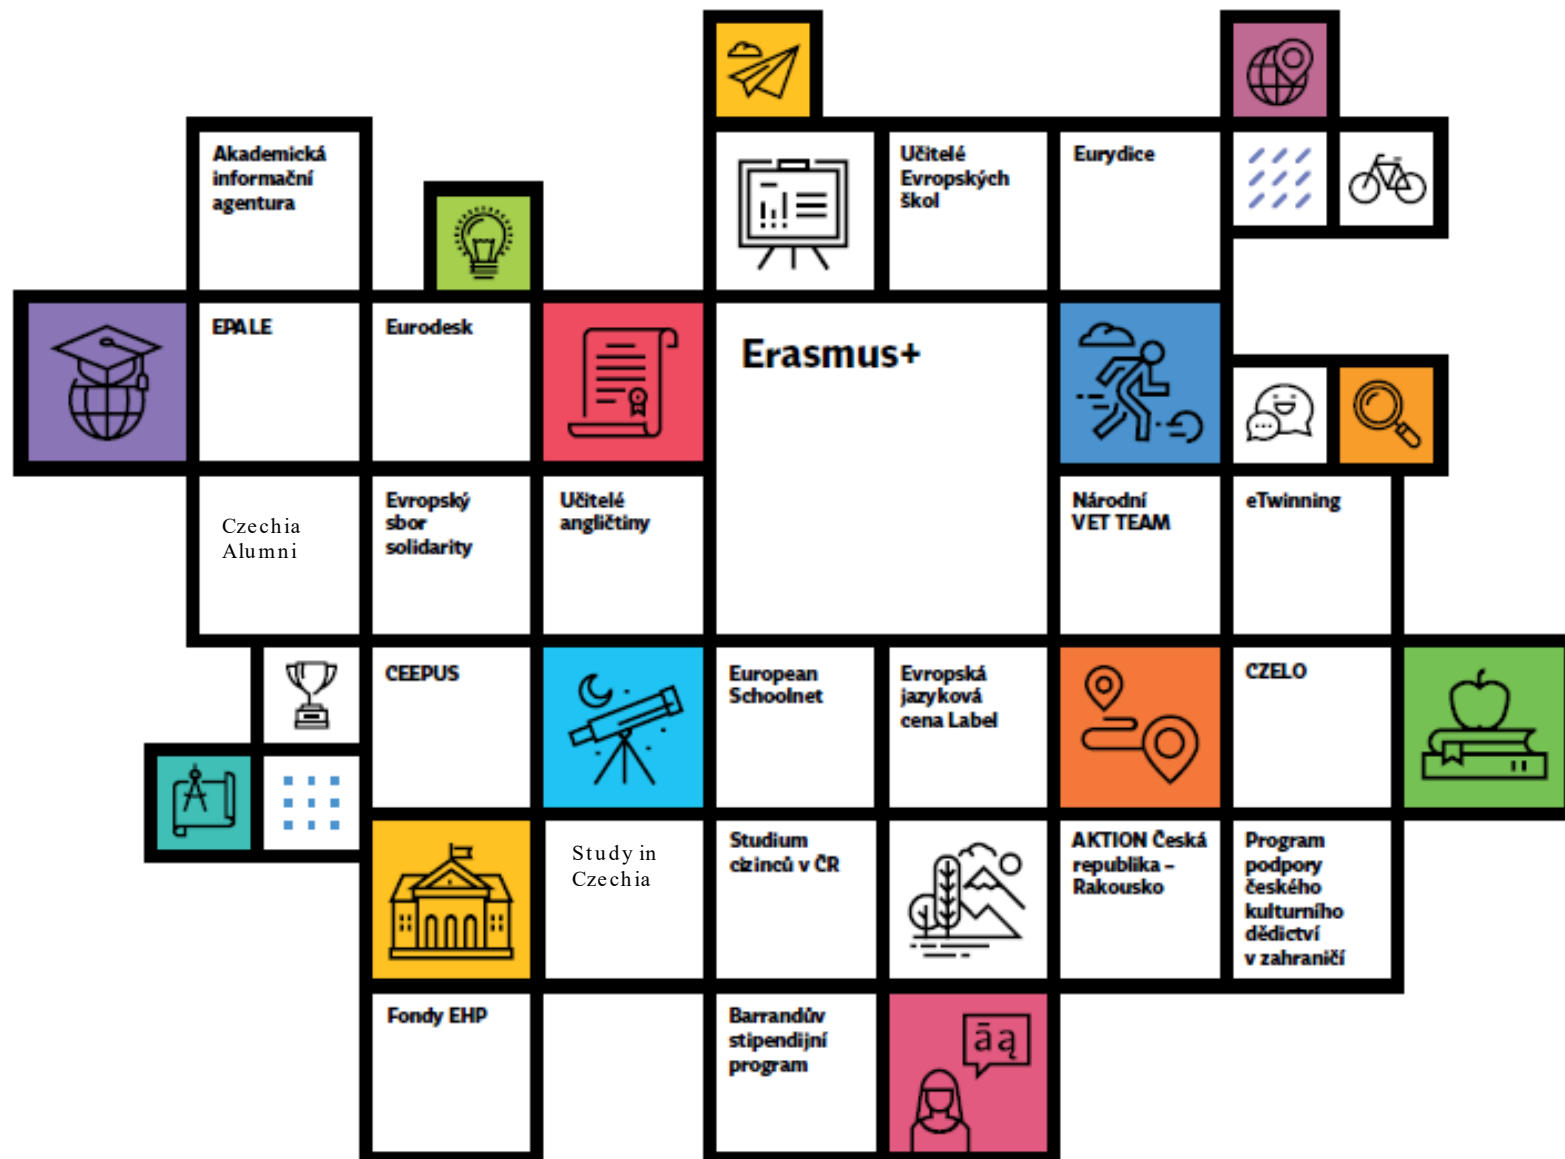 Akademická
informační
agentura
Učitelé
Evropských
škol
Eurydice
EPALE
Eurodesk
Erasmus+
Czechia
Alumni
Evropský
sbor
solidarity
Učitelé
angličtiny
Národní
VET TEAM
eTwinning
CEEPUS
European
Schoolnet
Evropská
jazyková
cena Label
CZELO
Study in
Czechia
Studium
cizinců v ČR
AKTION Česká
republika –
Rakousko
Program
podpory
českého
kulturního
dědictví
v zahraničí
Fondy EHP
Barrandův
stipendijní
program
āą